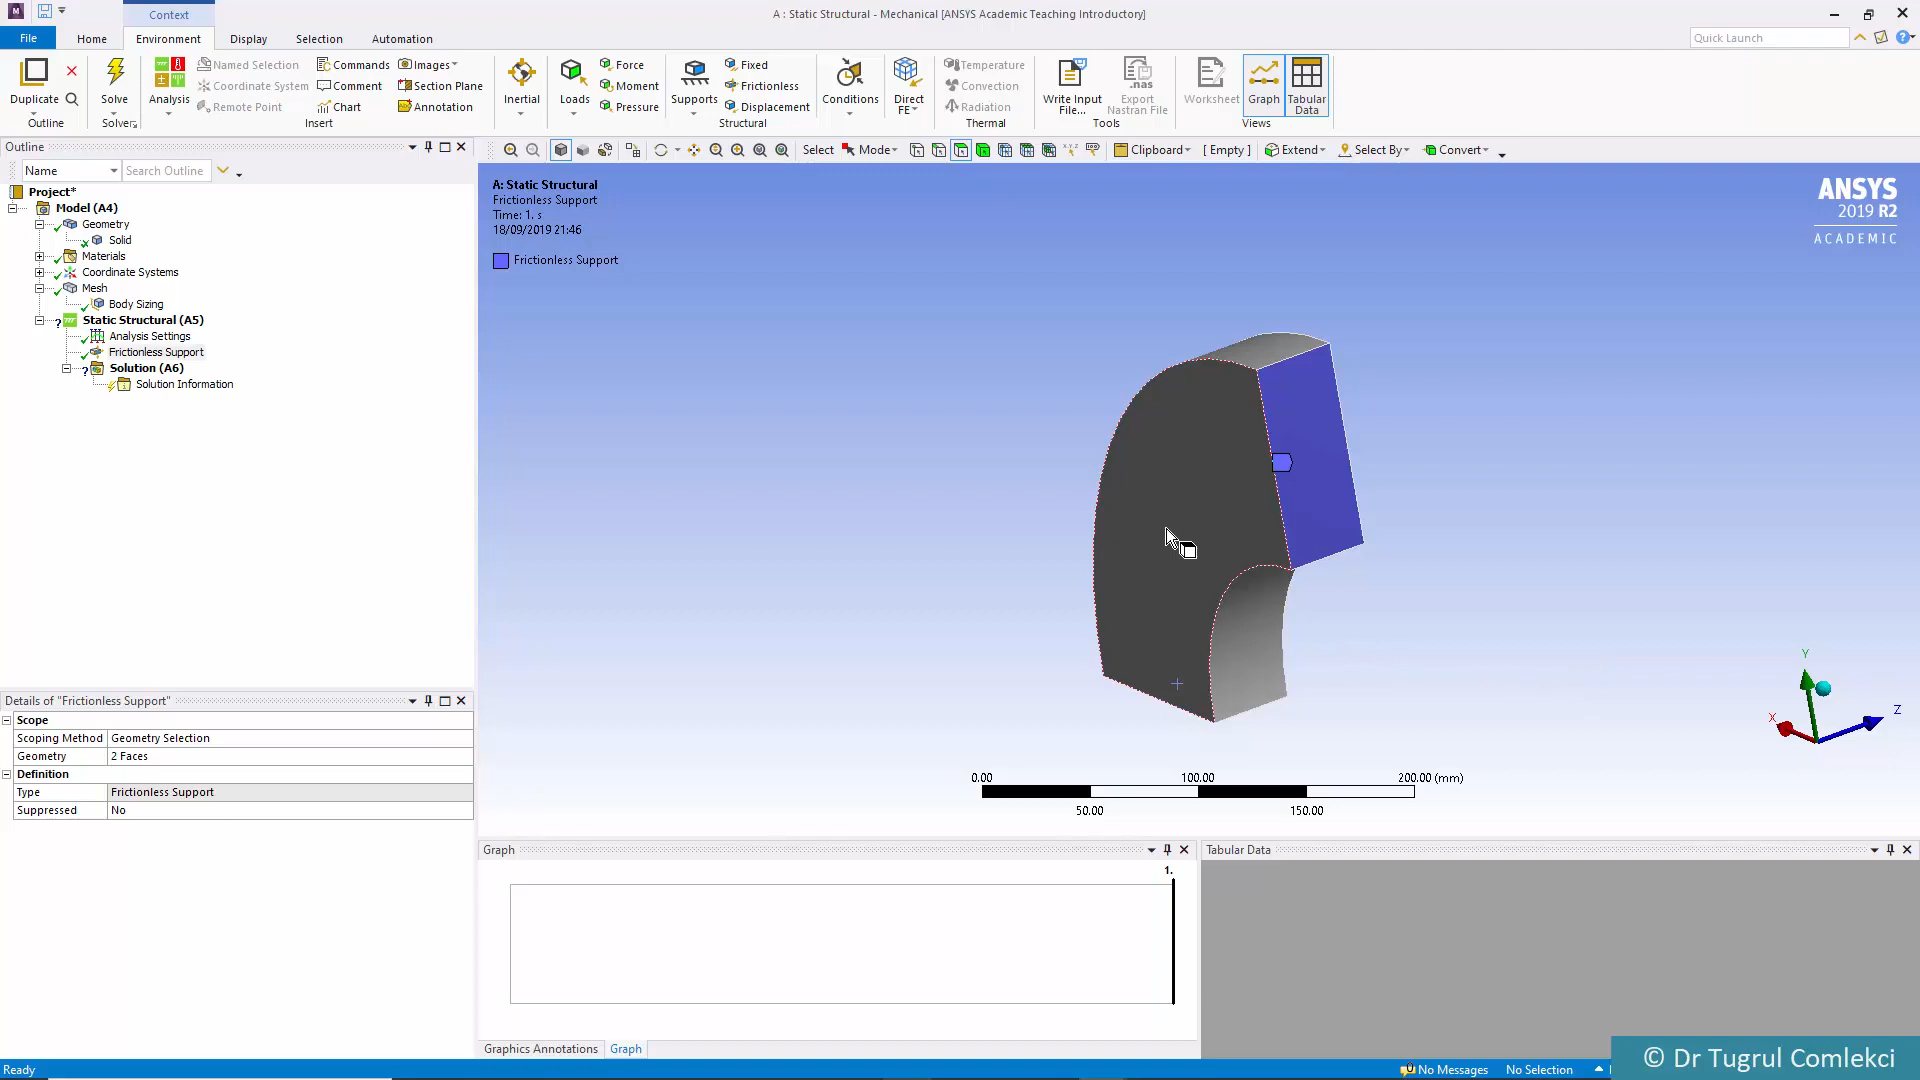 Context
A : Static Structural - Mechanical [ANSYS Academic Teaching Introductory]
File
Home
Environment
Display
Selection
Automation
Quick Launch
Duplicate
Outline
Solve
Solver
Analysis
Named Selection
Coordinate System
Remote Point
Commands
Comment
Chart
Images
Section Plane
Annotation
Insert
Inertial
Loads
Force
Moment
Pressure
Supports
Fixed
Frictionless
Displacement
Conditions
Direct
FE
Structural
Temperature
Convection
Radiation
Thermal
Write Input
File...
Export
Nastran File
Tools
Worksheet
Graph
Tabular
Data
Views
Outline
Name
Search Outline
Select
Mode
Clipboard
[ Empty ]
Extend
Select By
Convert
Project*
Model (A4)
Geometry
Solid
Materials
Coordinate Systems
Mesh
Body Sizing
Static Structural (A5)
Analysis Settings
Frictionless Support
Solution (A6)
Solution Information
A: Static Structural
Frictionless Support
Time: 1. s
18/09/2019 21:46
Frictionless Support
ANSYS
2019 R2
ACADEMIC
Y
X
Z
0.00
100.00
200.00 (mm)
50.00
150.00
Details of "Frictionless Support"
Scope
Scoping Method
Geometry Selection
Geometry
2 Faces
Definition
Type
Frictionless Support
Suppressed
No
Graph
1.
Tabular Data
Graphics Annotations
Graph
Ready
No Messages
No Selection
© Dr Tugrul Comlekci